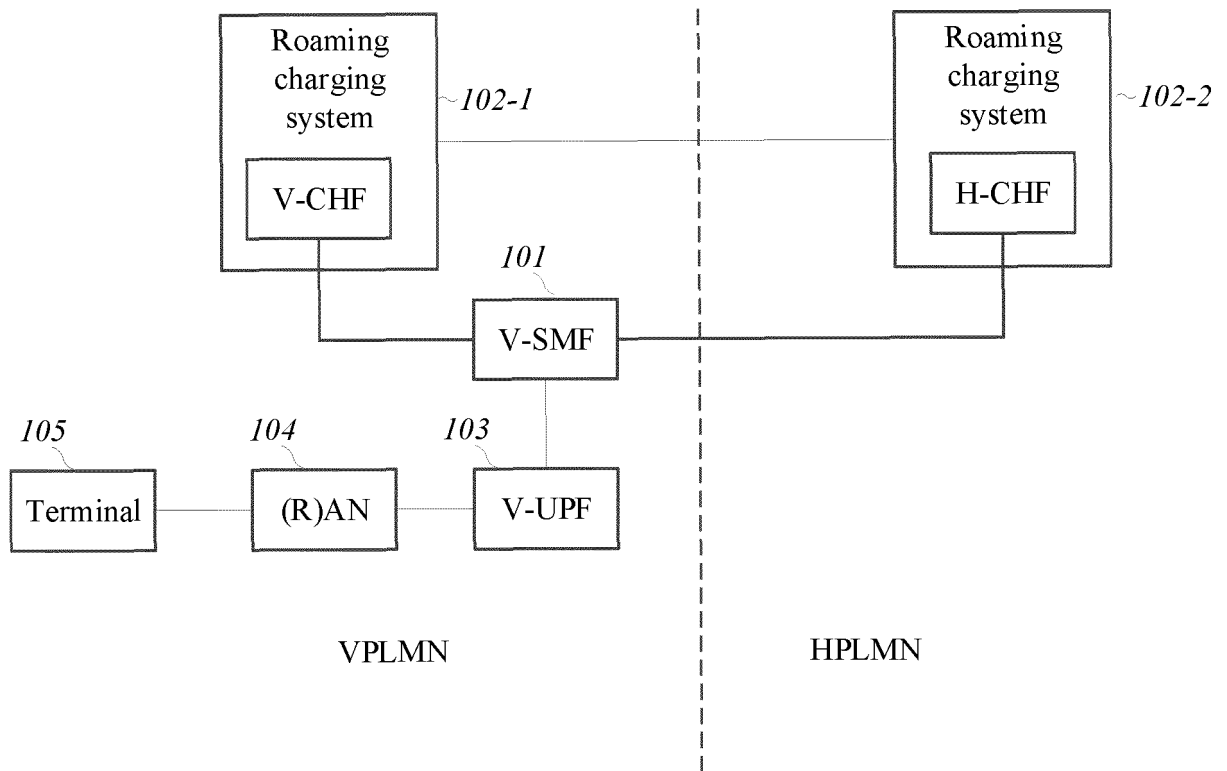 Roaming
charging
system
102-1
V-CHF
Roaming
charging
system
102-2
H-CHF
101
V-SMF
105
Terminal
104
(R)AN
103
V-UPF
VPLMN
HPLMN